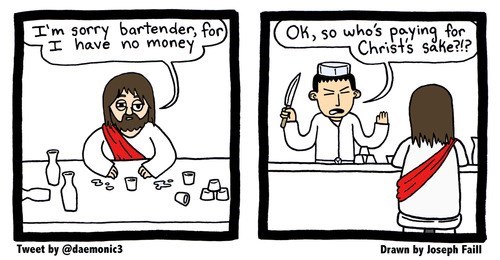 I'm sorry bartender, for
I have no money
OK, so who's paying for
Christ's sake?!?
Tweet by @daemonic3
Drawn by Joseph Faill